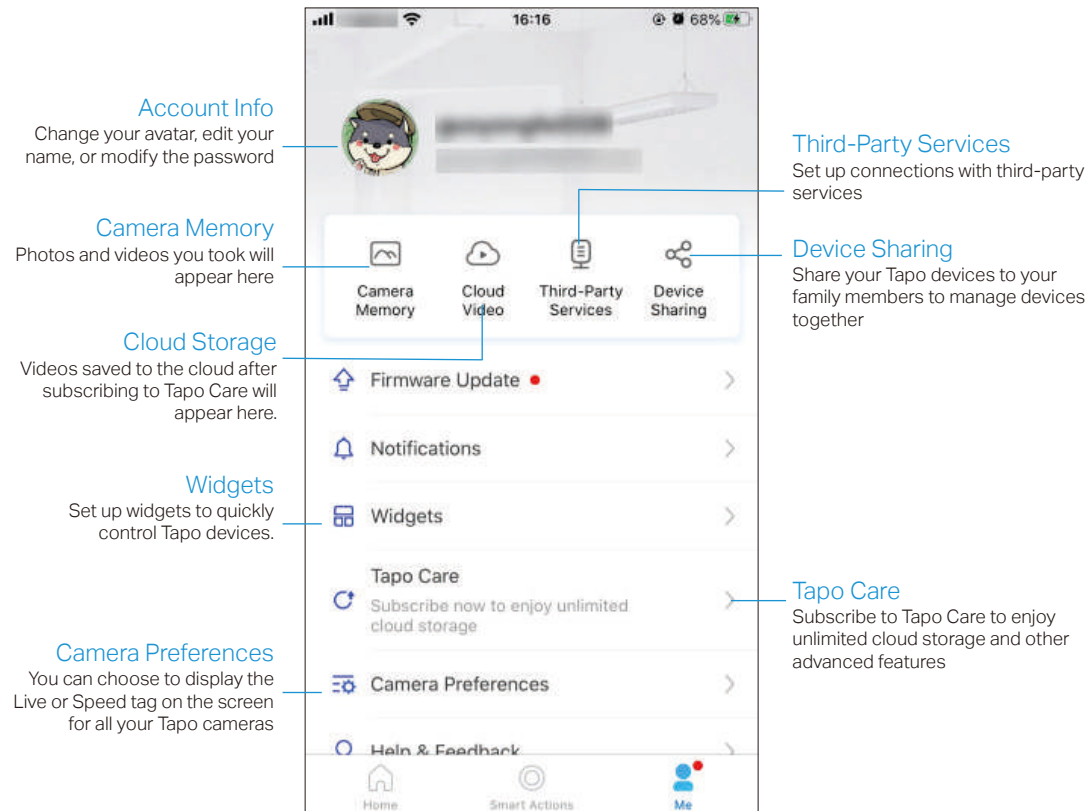 16:16
68%
Account Info
Change your avatar, edit your
name, or modify the password
Camera Memory
Photos and videos you took will
appear here
Cloud Storage
Videos saved to the cloud after
subscribing to Tapo Care will
appear here.
Widgets
Set up widgets to quickly
control Tapo devices.
Camera Preferences
You can choose to display the
Live or Speed tag on the screen
for all your Tapo cameras
Camera
Memory
Cloud
Video
Third-Party
Services
Device
Sharing
Firmware Update
Notifications
Widgets
Tapo Care
Subscribe now to enjoy unlimited
cloud storage
Camera Preferences
Help & Feedback
Home
Smart Actions
Me
Third-Party Services
Set up connections with third-party
services
Device Sharing
Share your Tapo devices to your
family members to manage devices
together
Tapo Care
Subscribe to Tapo Care to enjoy
unlimited cloud storage and other
advanced features